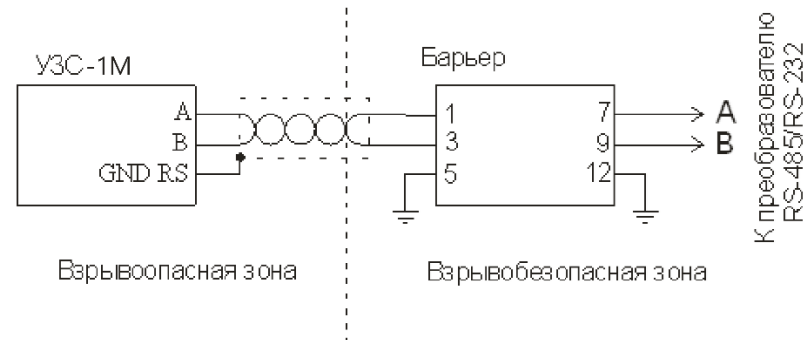 УЗС-1М
A
B
GND RS
Барьер
1
3
5
7
9
12
A
B
К преобразователю
RS-485/RS-232
Взрывоопасная зона
Взрывобезопасная зона